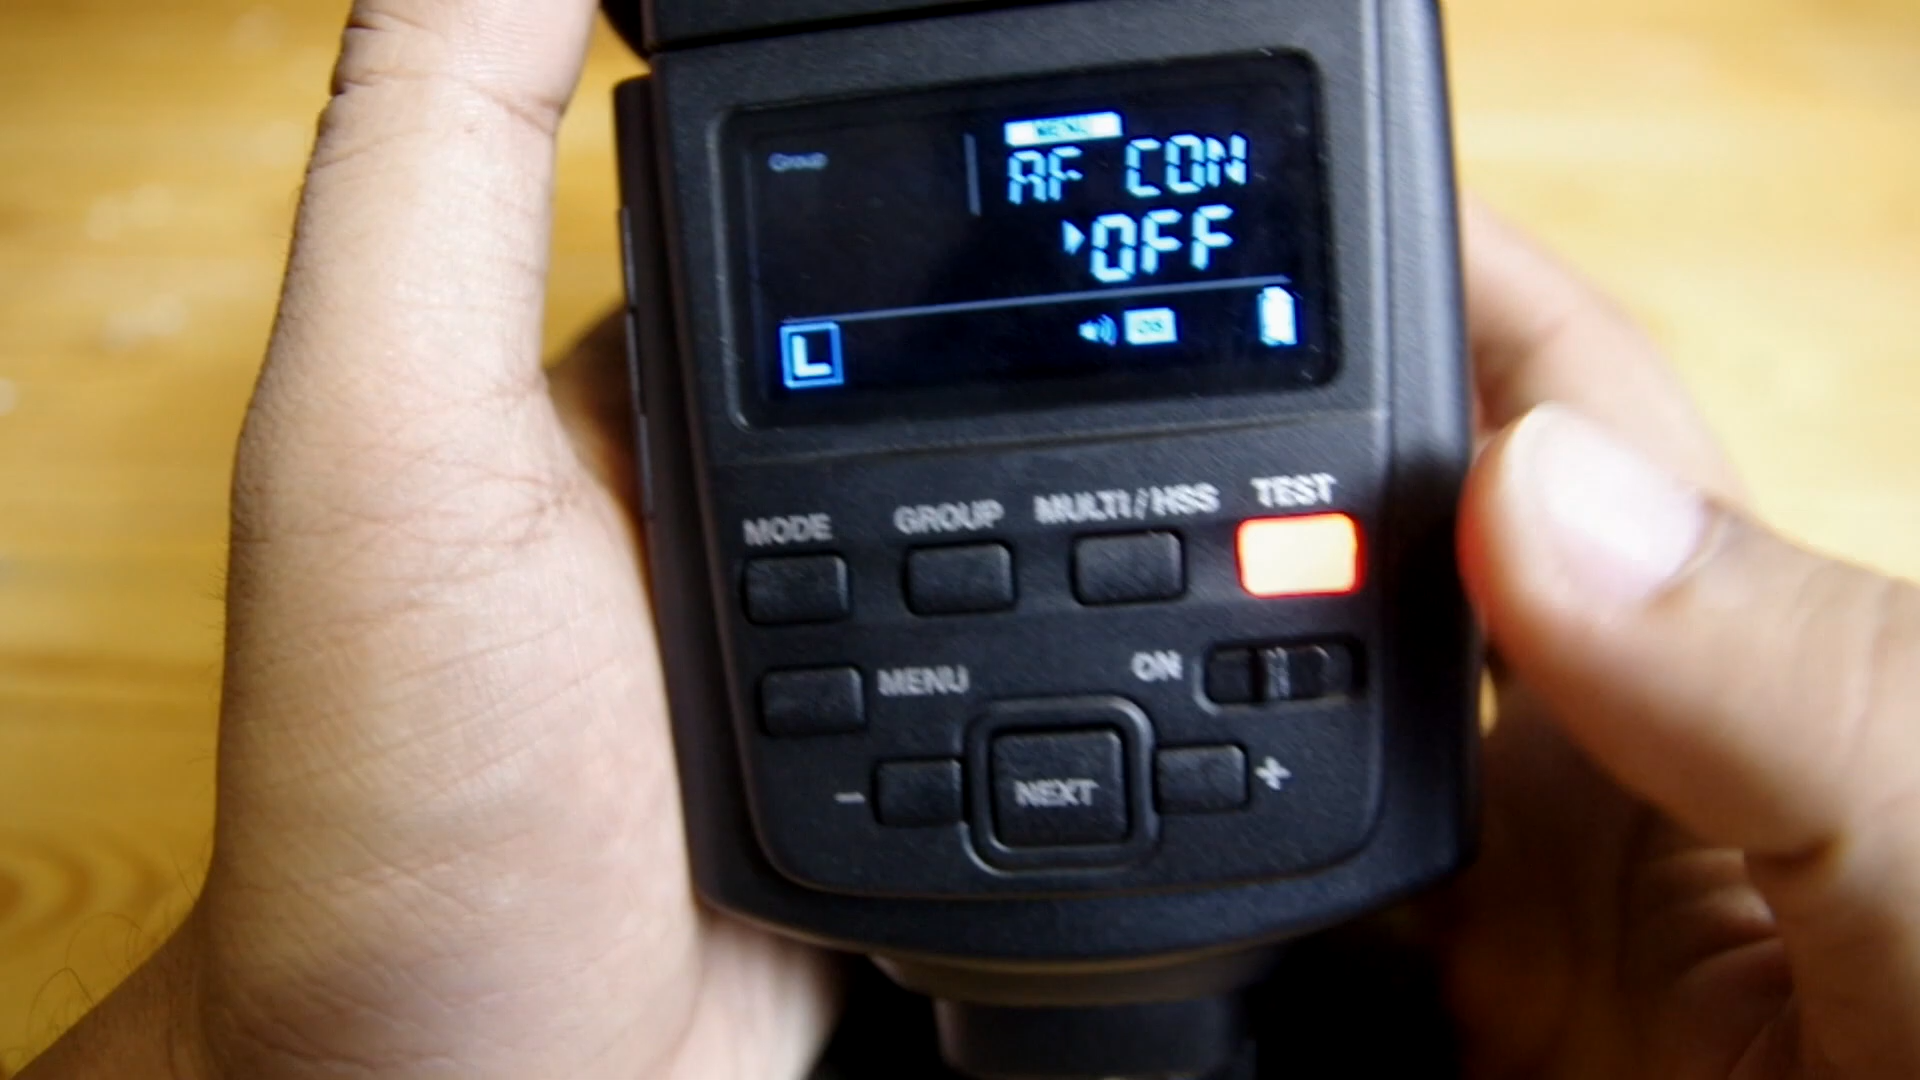 MENU
Group
AF CON
OFF
L
MODE GROUP MULTI/HSS TEST
MENU ON
– NEXT +